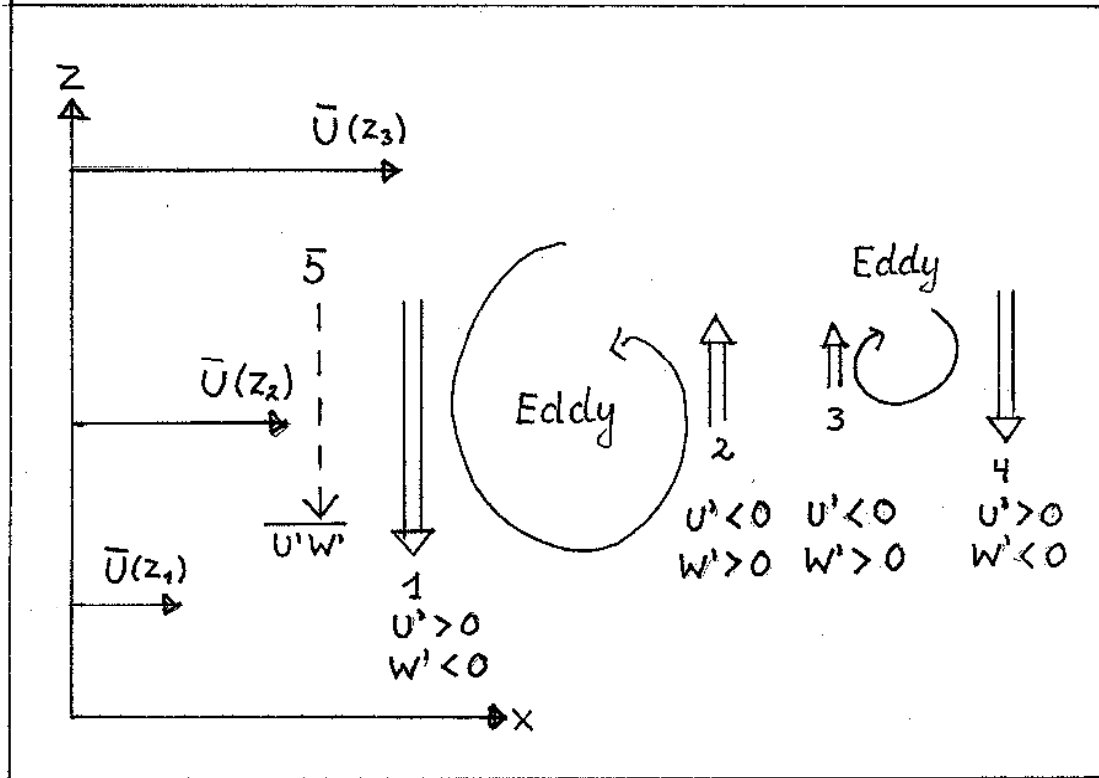 Z
Ū(Z₃)
5̅
Eddy
Ū(Z₂)
Eddy
3
2
4
U'<0
U'<0
U'>0
U'W'
W'>0
W'>0
W'<0
Ū(Z₁)
1
U'>0
W'<0
X